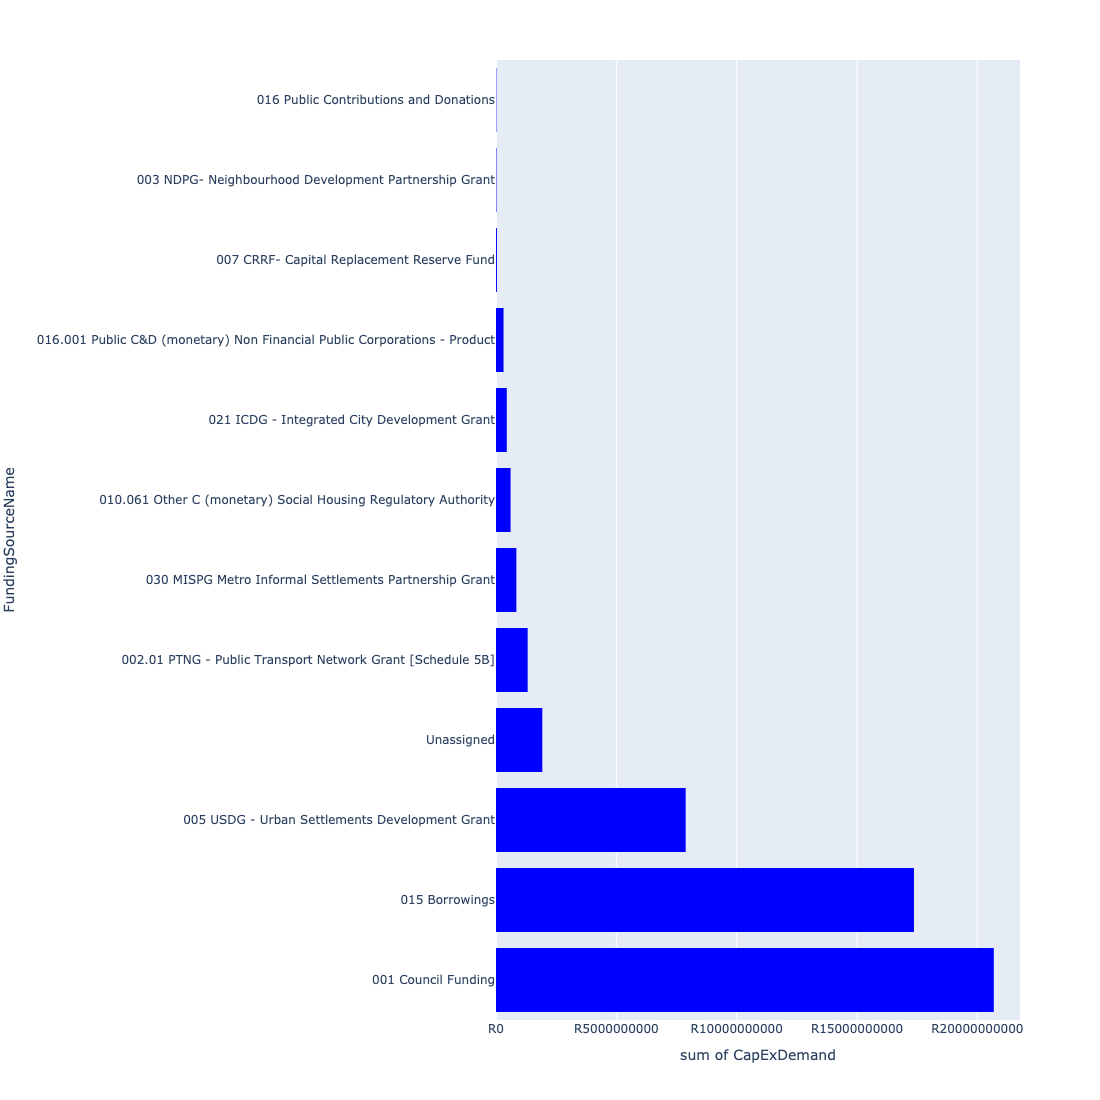 016 Public Contributions and Donations
003 NDPG- Neighbourhood Development Partnership Grant
007 CRRF- Capital Replacement Reserve Fund
016.001 Public C&D (monetary) Non Financial Public Corporations - Product
021 ICDG - Integrated City Development Grant
010.061 Other C (monetary) Social Housing Regulatory Authority
030 MISPG Metro Informal Settlements Partnership Grant
002.01 PTNG - Public Transport Network Grant [Schedule 5B]
Unassigned
005 USDG - Urban Settlements Development Grant
015 Borrowings
001 Council Funding
FundingSourceName
R0 R5000000000 R10000000000 R15000000000 R20000000000
sum of CapExDemand